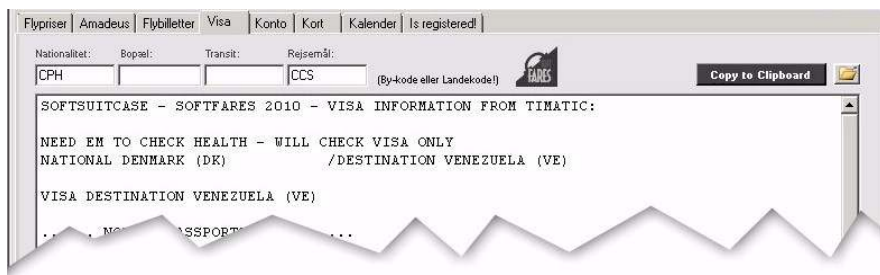 Flypriser Amadeus Flybilletter Visa Konto Kort Kalender Is registered!
Nationalitet: Bopæl: Transit: Rejsemål:
CPH CCS (By-kode eller Landekode!) FARES Copy to Clipboard
SOFTSUITCASE - SOFTFARES 2010 - VISA INFORMATION FROM TIMATIC:
NEED EM TO CHECK HEALTH - WILL CHECK VISA ONLY
NATIONAL DENMARK (DK) /DESTINATION VENEZUELA (VE)
VISA DESTINATION VENEZUELA (VE)